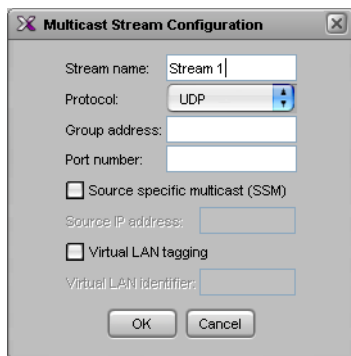 Multicast Stream Configuration
Stream name: Stream 1
Protocol: UDP
Group address:
Port number:
Source specific multicast (SSM)
Source IP address:
Virtual LAN tagging
Virtual LAN identifier:
OK Cancel